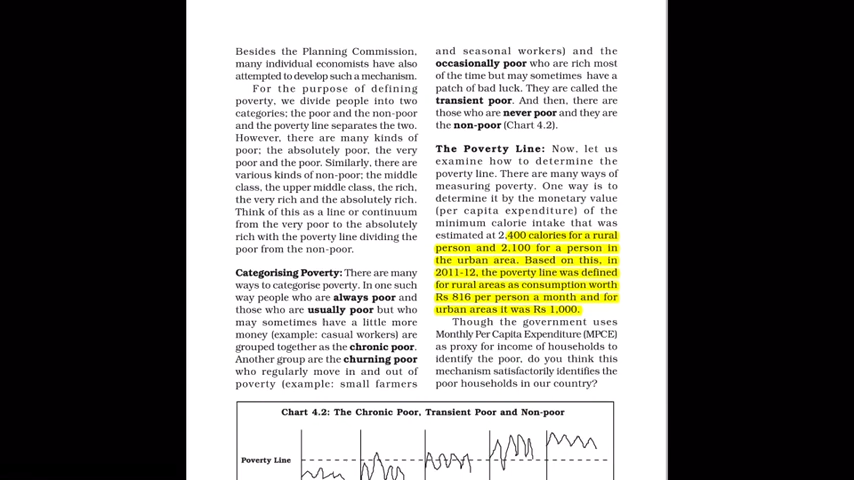 Besides the Planning Commission,
many individual economists have also
attempted to develop such a mechanism.
For the purpose of defining
poverty, we divide people into two
categories; the poor and the non-poor
and the poverty line separates the two.
However, there are many kinds of
poor; the absolutely poor, the very
poor and the poor. Similarly, there are
various kinds of non-poor; the middle
class, the upper middle class, the rich,
the very rich and the absolutely rich.
Think of this as a line or continuum
from the very poor to the absolutely
rich with the poverty line dividing the
poor from the non-poor.
Categorising Poverty: There are many
ways to categorise poverty. In one such
way people who are always poor and
those who are usually poor but who
may sometimes have a little more
money (example: casual workers) are
grouped together as the chronic poor.
Another group are the churning poor
who regularly move in and out of
poverty (example: small farmers
and seasonal workers) and the
occasionally poor who are rich most
of the time but may sometimes have a
patch of bad luck. They are called the
transient poor. And then, there are
those who are never poor and they are
the non-poor (Chart 4.2).
The Poverty Line: Now, let us
examine how to determine the
poverty line. There are many ways of
measuring poverty. One way is to
determine it by the monetary value
(per capita expenditure) of the
minimum calorie intake that was
estimated at 2,400 calories for a rural
person and 2,100 for a person in
the urban area. Based on this, in
2011-12, the poverty line was defined
for rural areas as consumption worth
Rs 816 per person a month and for
urban areas it was Rs 1,000.
Though the government uses
Monthly Per Capita Expenditure (MPCE)
as proxy for income of households to
identify the poor, do you think this
mechanism satisfactorily identifies the
poor households in our country?
Chart 4.2: The Chronic Poor, Transient Poor and Non-poor
Poverty Line